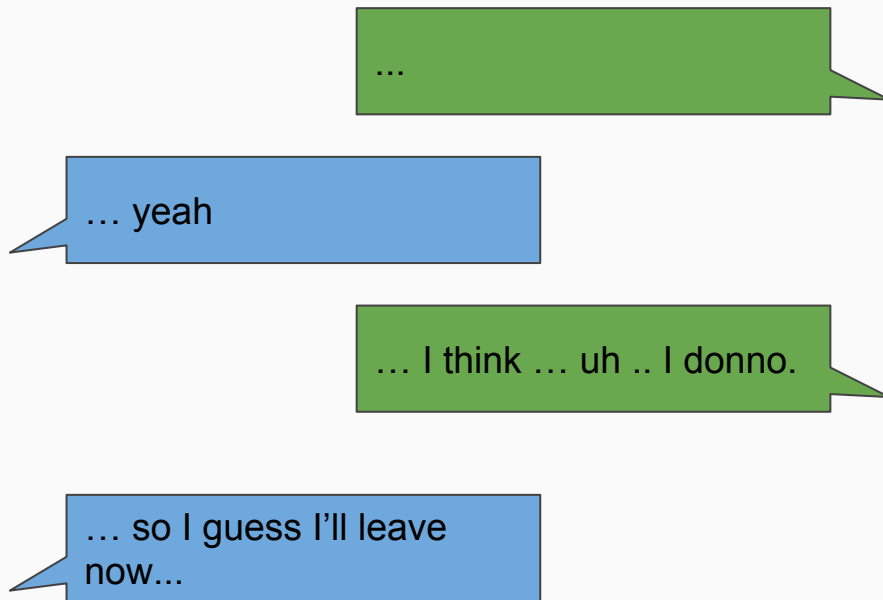 ...
… yeah
… I think … uh .. I donno.
… so I guess I’ll leave
now...